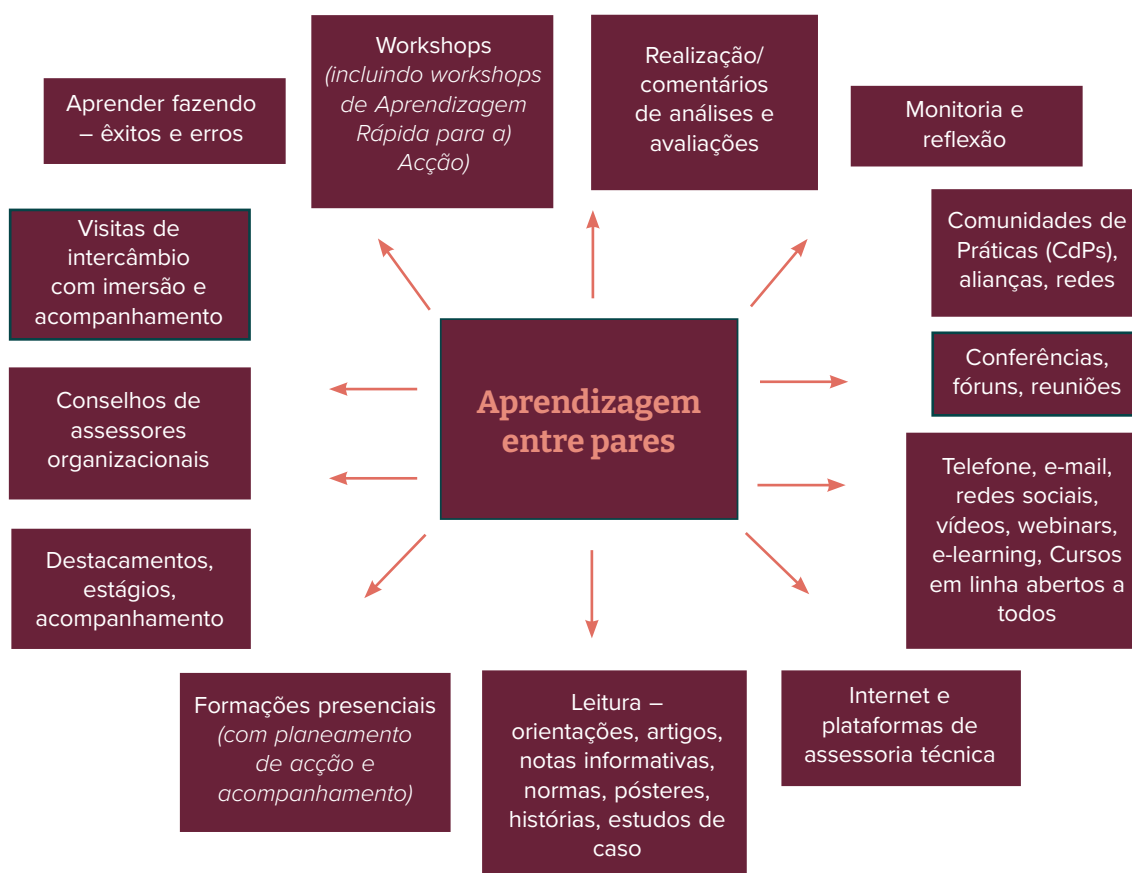 Workshops
(incluindo workshops
de Aprendizagem
Rápida para a)
Acção)
Realização/
comentários
de análises e
avaliações
Aprender fazendo
– êxitos e erros
Monitoria e
reflexão
Visitas de
intercâmbio
com imersão e
acompanhamento
Comunidades de
Práticas (CdPs),
alianças, redes
Conferências,
fóruns, reuniões
Conselhos de
assessores
organizacionais
Aprendizagem
entre pares
Telefone, e-mail,
redes sociais,
vídeos, webinars,
e-learning, Cursos
em linha abertos a
todos
Destacamentos,
estágios,
acompanhamento
Formações presenciais
(com planeamento
de acção e
acompanhamento)
Leitura –
orientações, artigos,
notas informativas,
normas, pósteres,
histórias, estudos de
caso
Internet e
plataformas de
assessoria técnica